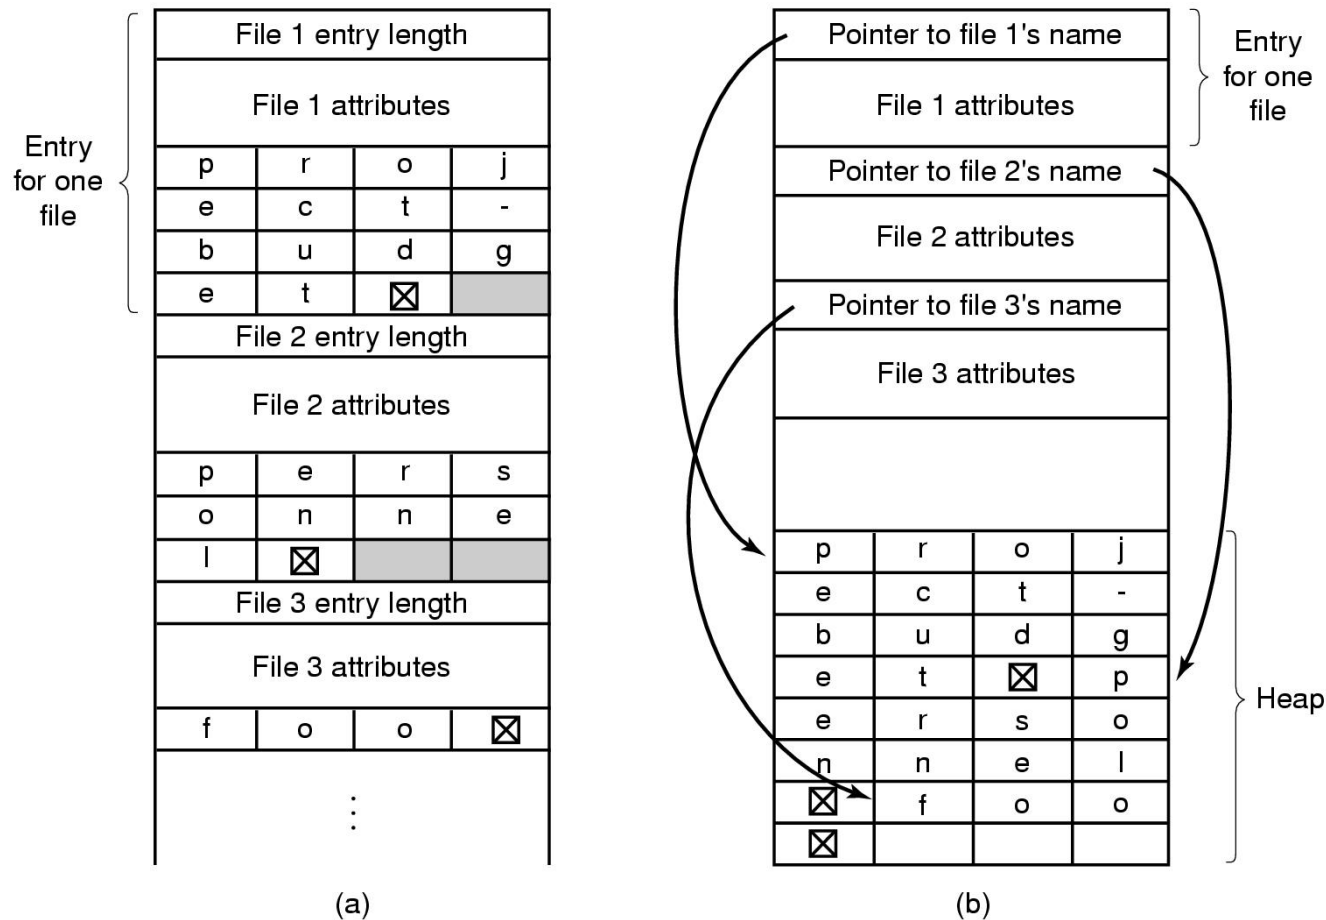 File 1 entry length
File 1 attributes
Entry
for one
file
p r o j
e c t -
b u d g
e t
File 2 entry length
File 2 attributes
p e r s
o n n e
l
File 3 entry length
File 3 attributes
f o o
(a)
Pointer to file 1's name
Entry
for one
file
File 1 attributes
Pointer to file 2's name
File 2 attributes
Pointer to file 3's name
File 3 attributes
p r o j
e c t -
b u d g
e t p
e r s o
n n e l
f o o
Heap
(b)